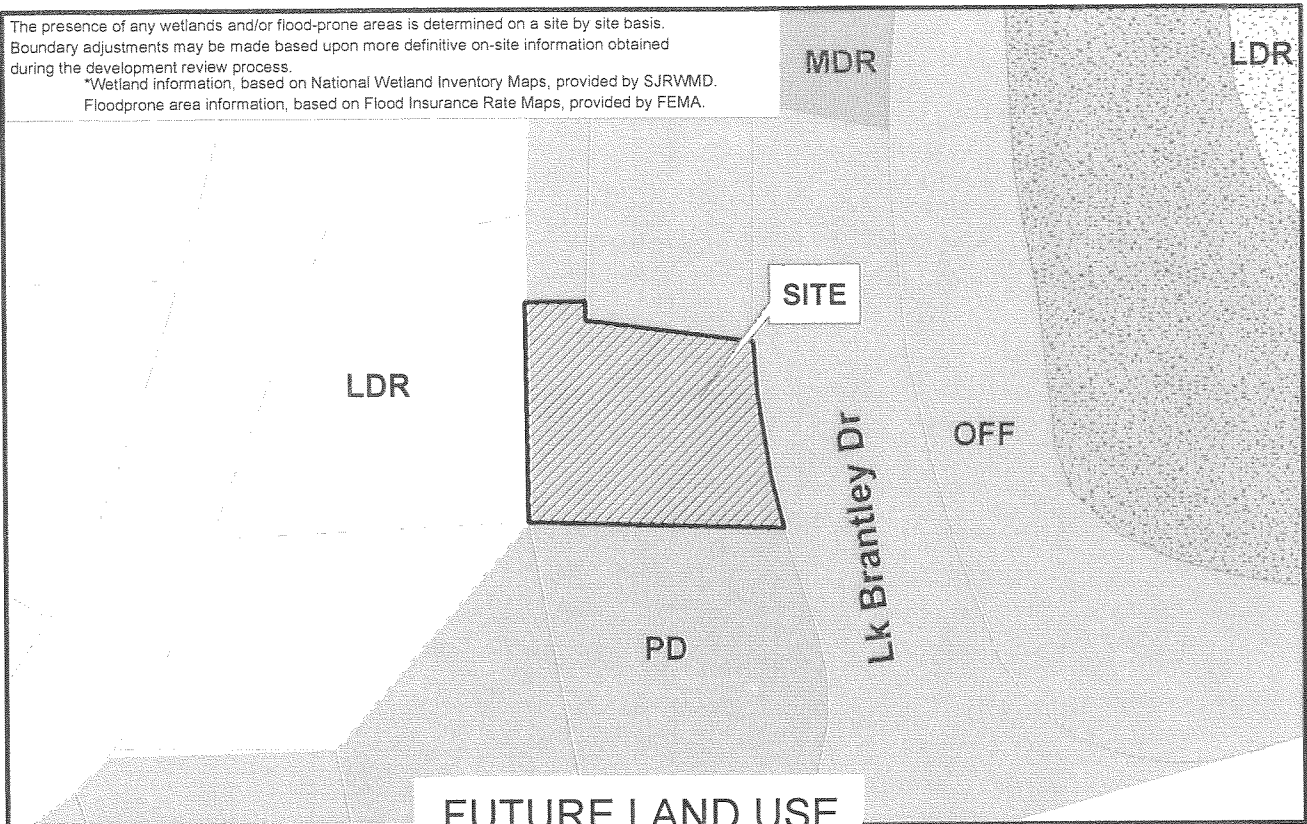 The presence of any wetlands and/or flood-prone areas is determined on a site by site basis.
Boundary adjustments may be made based upon more definitive on-site information obtained
during the development review process.
*Wetland information, based on National Wetland Inventory Maps, provided by SJRWMD.
Floodprone area information, based on Flood Insurance Rate Maps, provided by FEMA.
MDR
LDR
SITE
LDR
OFF
Lk Brantley Dr
PD
FUTURE LAND USE